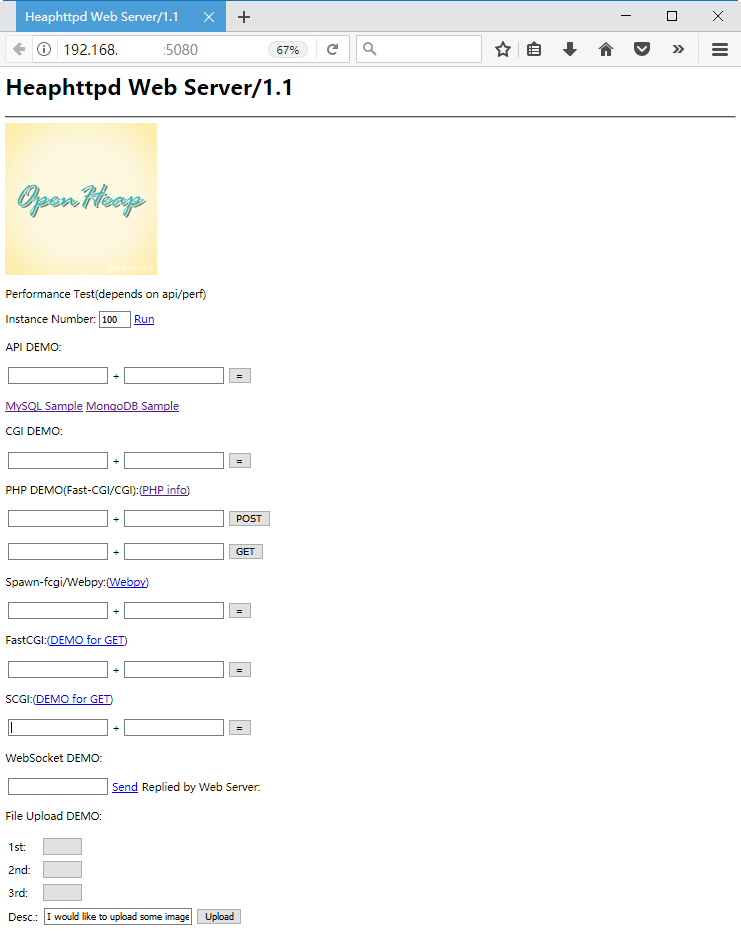 Heaphttpd Web Server/1.1
192.168. :5080 67%
Heaphttpd Web Server/1.1
Open Heap
Performance Test(depends on api/perf)
Instance Number: 100 Run
API DEMO:
+ =
MySQL Sample MongoDB Sample
CGI DEMO:
+ =
PHP DEMO(Fast-CGI/CGI):(PHP info)
+ POST
+ GET
Spawn-fcgi/Webpy:(Webpy)
+ =
FastCGI:(DEMO for GET)
+ =
SCGI:(DEMO for GET)
+ =
WebSocket DEMO:
Send Replied by Web Server:
File Upload DEMO:
1st:
2nd:
3rd:
Desc.: I would like to upload some image Upload